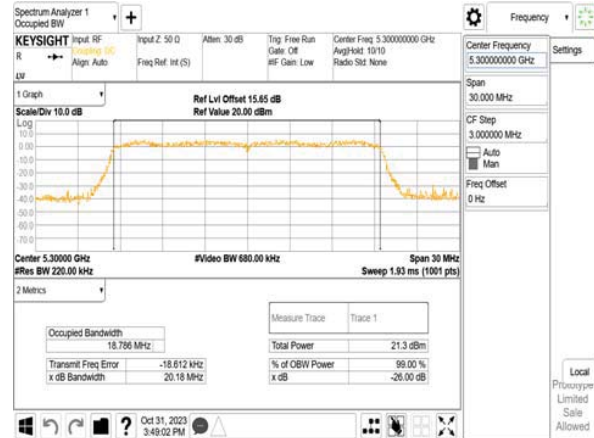 Spectrum Analyzer 1
Occupied BW
+
Frequency
KEYSIGHT
Input: RF
Coupling: DC
Align: Auto
Input Z: 50 Ω
Freq Ref: Int (S)
Atten: 30 dB
Trig: Free Run
Gate: Off
#IF Gain: Low
Center Freq: 5.300000000 GHz
Avg|Hold: 10/10
Radio Std: None
R
LV
Center Frequency
5.300000000 GHz
Settings
Span
30.000 MHz
CF Step
3.000000 MHz
Auto
Man
Freq Offset
0 Hz
1 Graph
Scale/Div 10.0 dB
Ref Lvl Offset 15.65 dB
Ref Value 20.00 dBm
Log
10.0
0.00
-10.0
-20.0
-30.0
-40.0
-50.0
-60.0
-70.0
Center 5.30000 GHz
#Video BW 680.00 kHz
Span 30 MHz
#Res BW 220.00 kHz
Sweep 1.93 ms (1001 pts)
2 Metrics
Measure Trace
Trace 1
Occupied Bandwidth
18.786 MHz
Total Power
21.3 dBm
Transmit Freq Error
-18.612 kHz
% of OBW Power
99.00 %
x dB Bandwidth
20.18 MHz
x dB
-26.00 dB
Local
Prototype
Limited
Sale
Allowed
?
Oct 31, 2023
3:49:02 PM